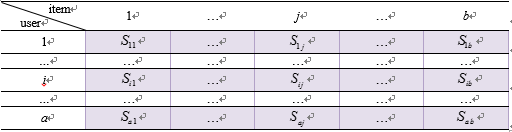 item
user 1 … j … b
1 S11 … S1j … S1b
... … ... … ... …
i Si1 … Sij … Sib
... … ... … ... …
a Sa1 … Saj … Sab